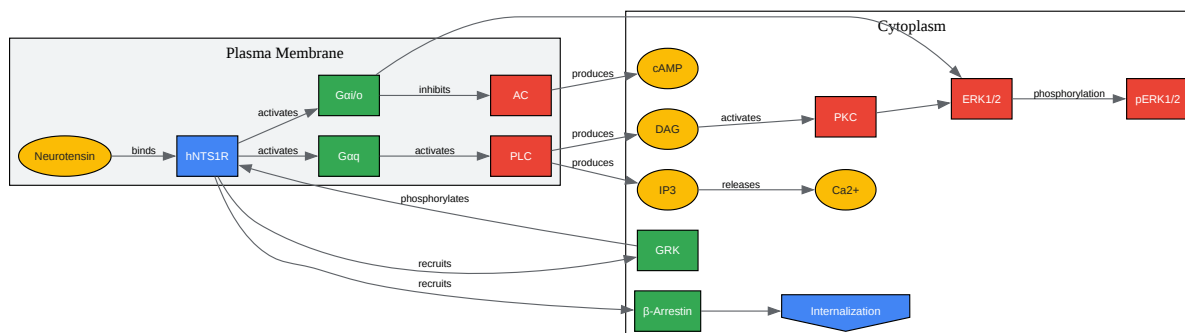 Cytoplasm
Plasma Membrane
cAMP
produces
Gαi/o
inhibits
AC
ERK1/2
phosphorylation
pERK1/2
activates
PKC
DAG
activates
produces
Neurotensin
binds
hNTS1R
activates
Gαq
activates
PLC
produces
IP3
releases
Ca2+
phosphorylates
GRK
recruits
recruits
β-Arrestin
Internalization